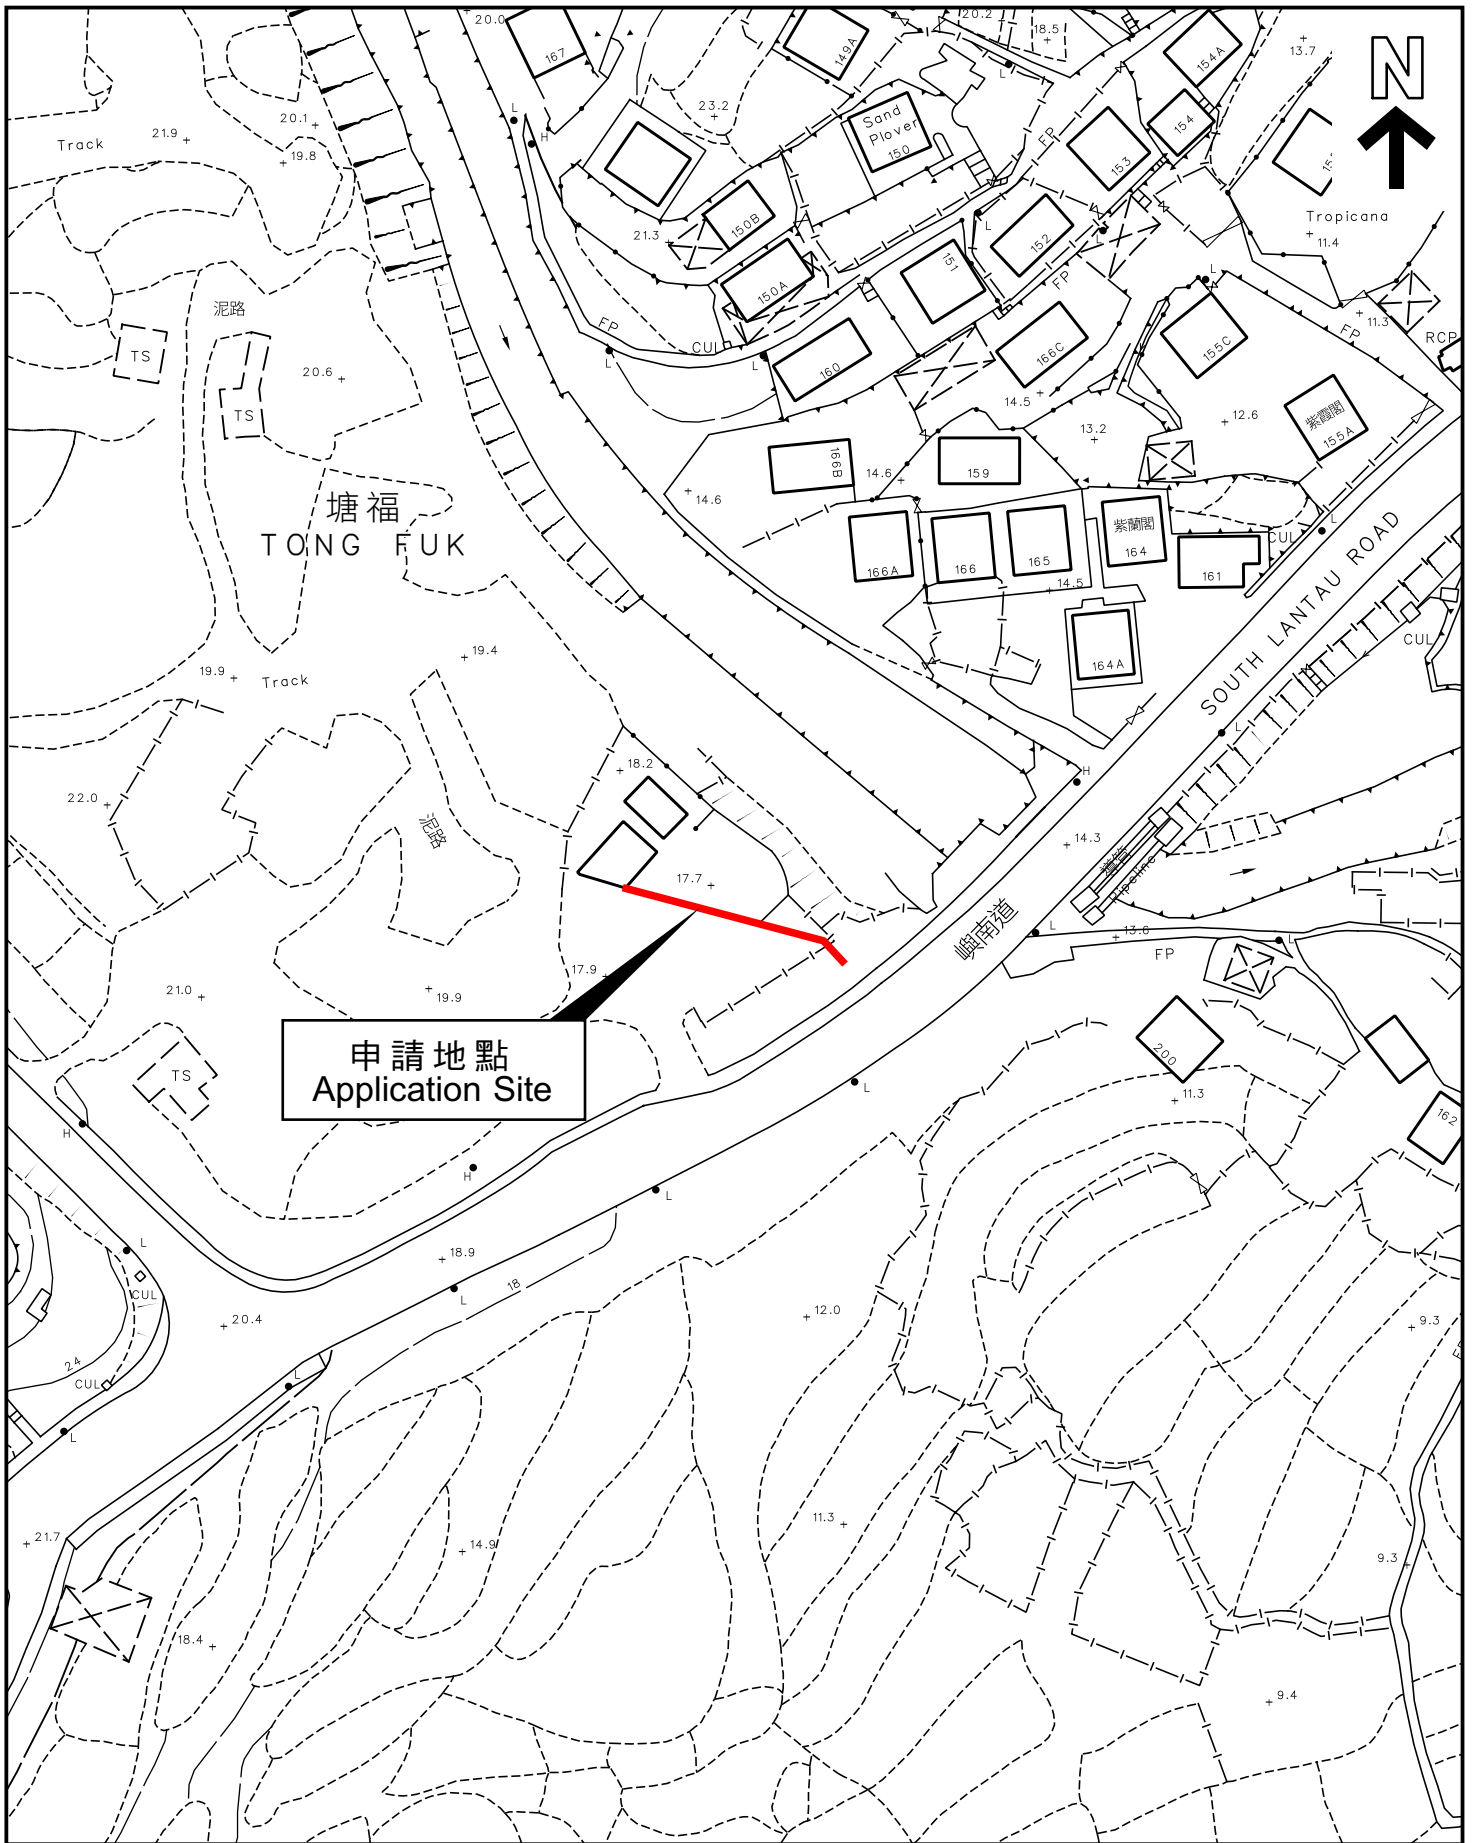 20.0
167
149A
20.2
18.5
154A
13.7
N
Track
21.9
20.1
19.8
L
H
23.2
Sand
Plover
150
FP
153
154
L
150B
21.3
150A
151
152
L
L
FP
Tropicana
11.4
L
泥路
TS
TS
20.6
FP
L
CUL
L
160
166C
14.5
155C
11.3
FP
RCP
12.6
紫霞閣
155A
13.2
166B
14.6
159
14.6
塘福
TONG FUK
166A
166
165
14.5
紫蘭閣
164
161
CUL
L
SOUTH LANTAU ROAD
164A
CUL
19.9
Track
19.4
L
22.0
泥路
18.2
H
14.3
導管
Pipeline
17.7
嶼南道
L
13.6
FP
L
17.9
21.0
19.9
申請地點
Application Site
TS
H
H
L
L
200
11.3
162
L
CUL
18.9
L
18
20.4
12.0
9.3
24
CUL
L
L
21.7
14.9
11.3
9.3
18.4
9.4